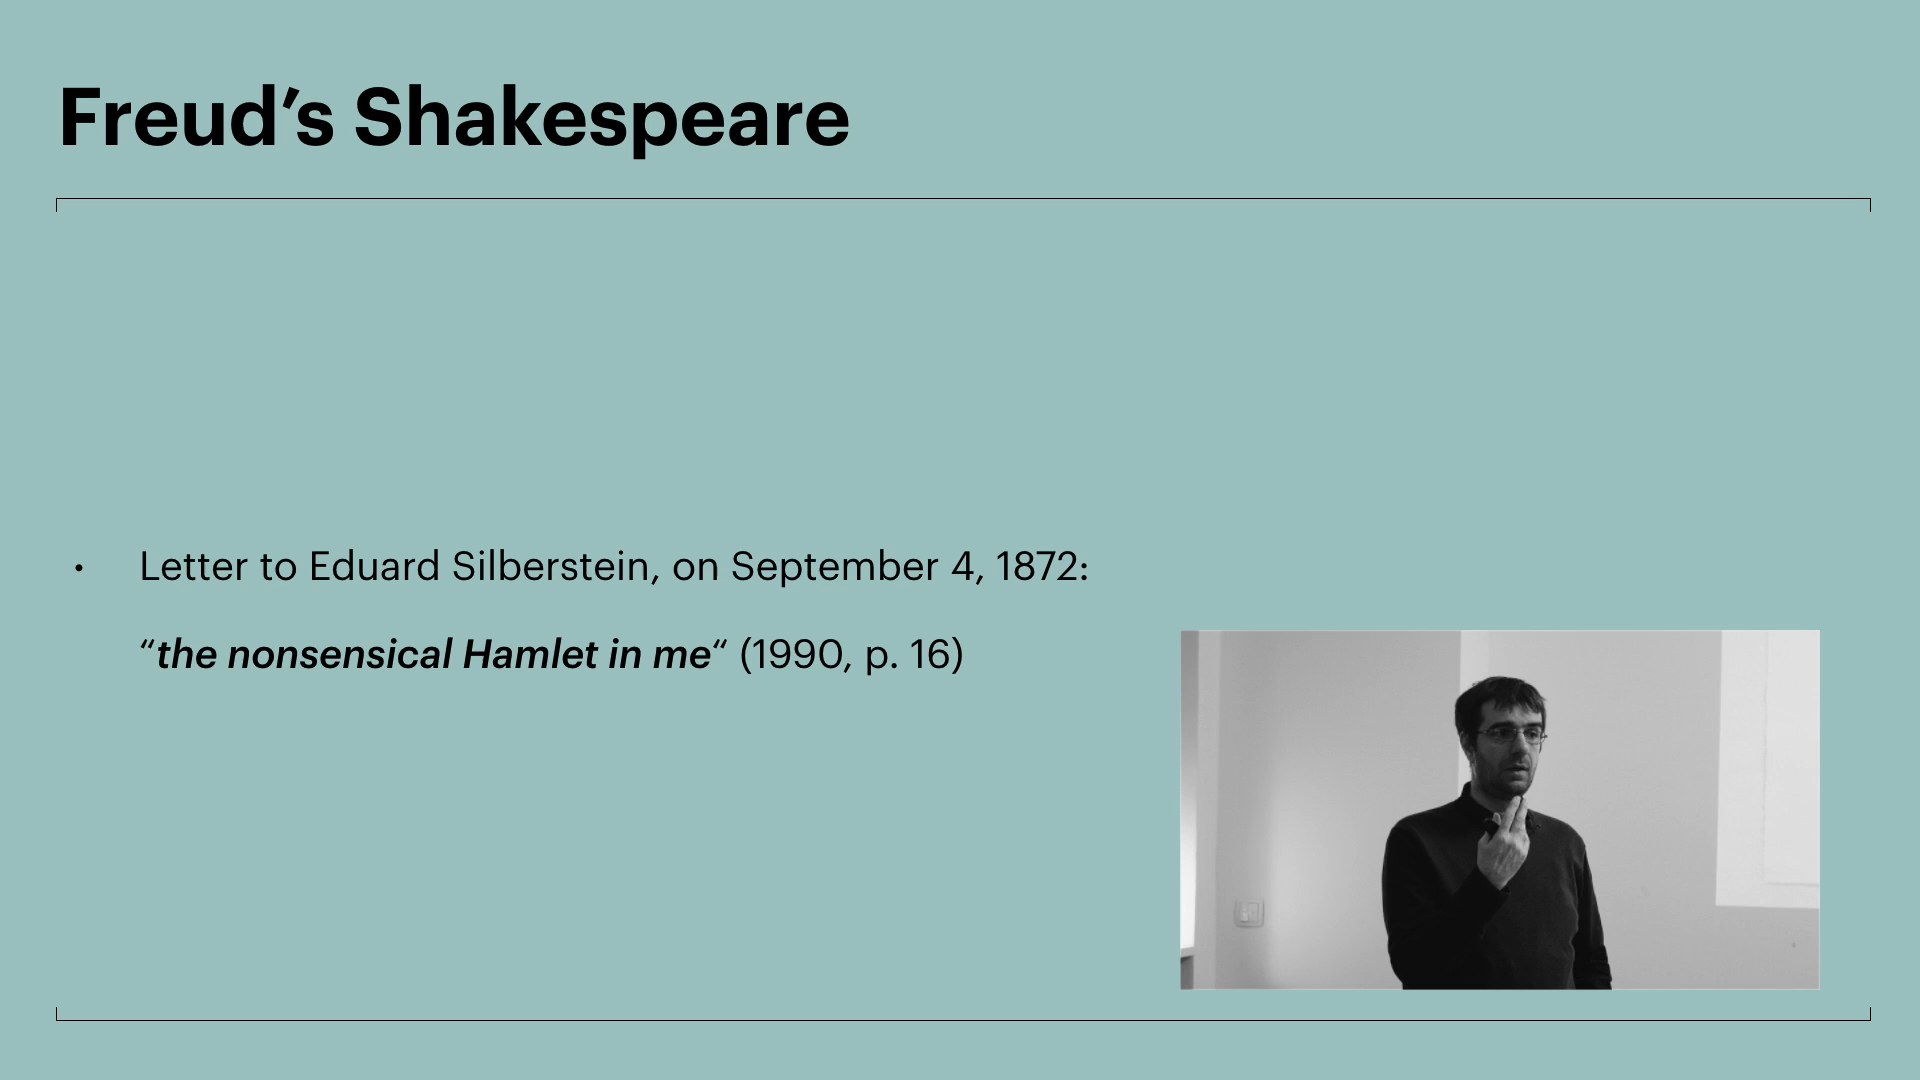 Freud’s Shakespeare
• Letter to Eduard Silberstein, on September 4, 1872:
“the nonsensical Hamlet in me“ (1990, p. 16)